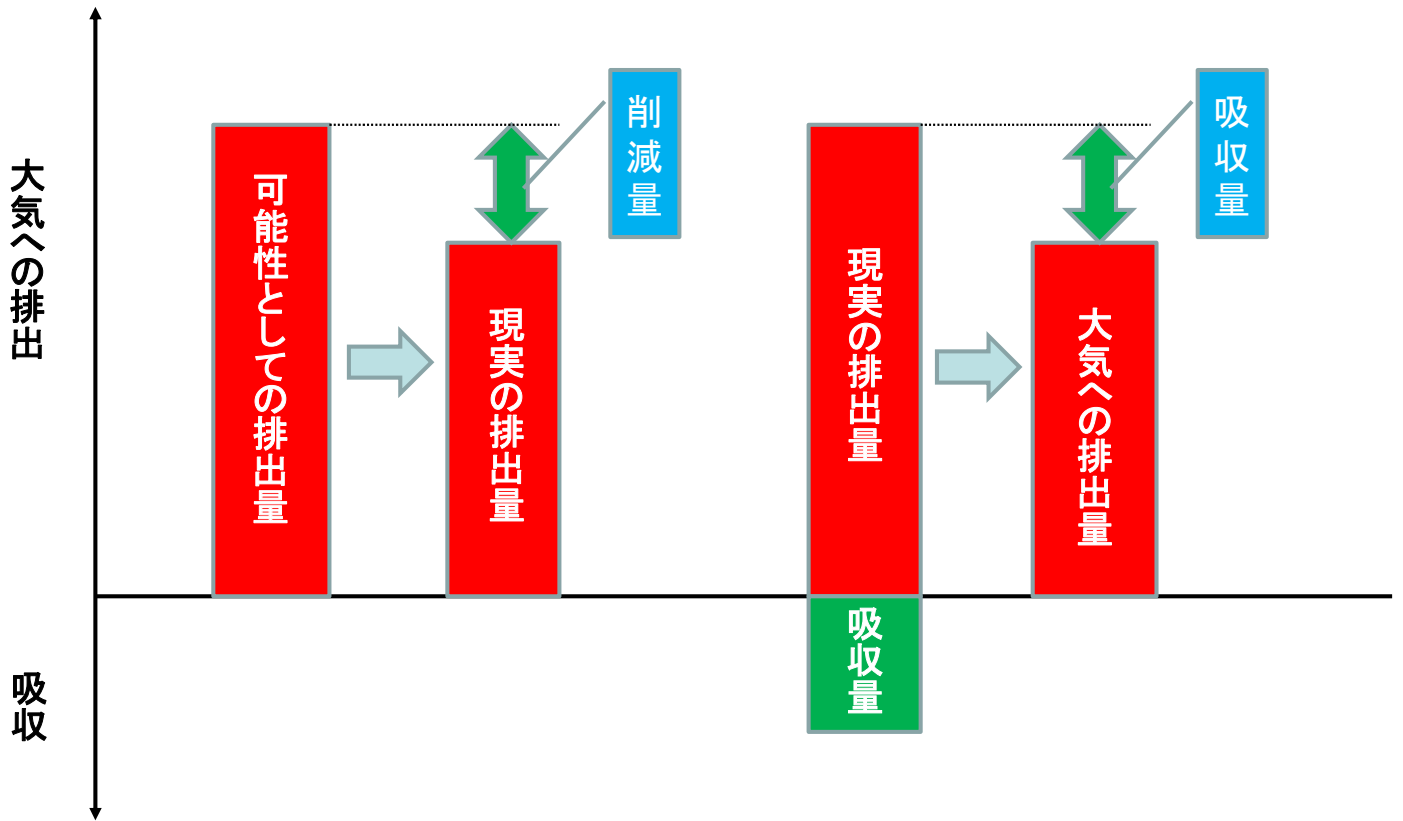 大気への排出
吸収
可能性としての排出量
現実の排出量
削減量
現実の排出量
吸収量
大気への排出量
吸収量